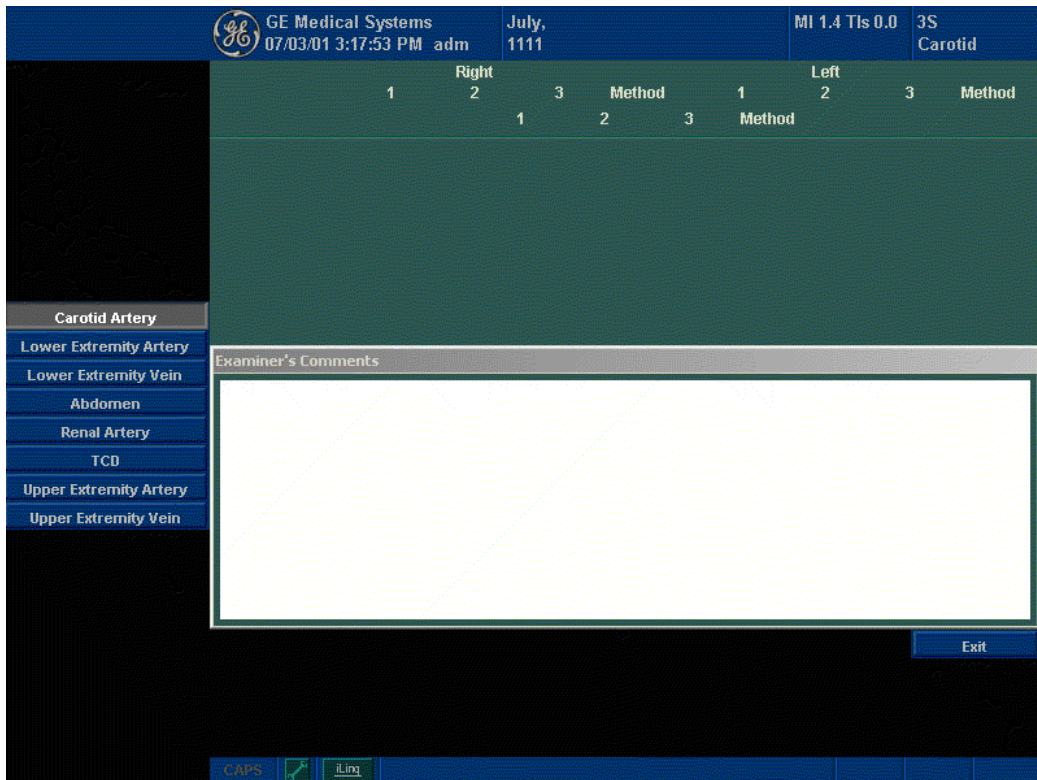 GE Medical Systems
07/03/01 3:17:53 PM adm
July,
1111
MI 1.4 TIs 0.0
3S
Carotid
Right Left
1 2 3 Method 1 2 3 Method
1 2 3 Method
Carotid Artery
Lower Extremity Artery
Lower Extremity Vein
Abdomen
Renal Artery
TCD
Upper Extremity Artery
Upper Extremity Vein
Examiner's Comments
Exit
CAPS
iLinq